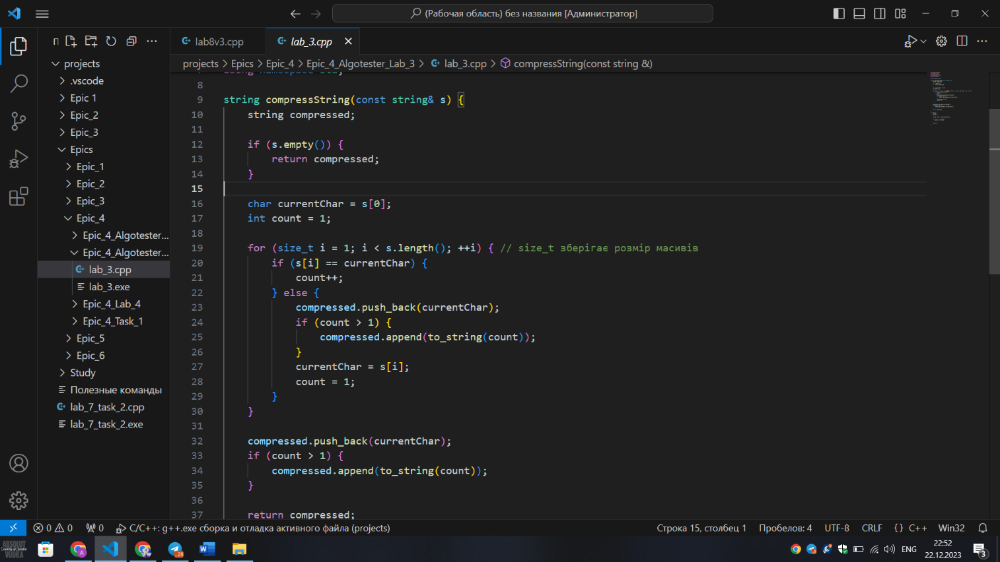 (Рабочая область) без названия [Администратор]
П
lab8v3.cpp
lab_3.cpp
projects
projects > Epics > Epic_4 > Epic_4_Algotester_Lab_3 > lab_3.cpp > compressString(const string &)
.vscode
Epic 1
Epic_2
Epic_3
Epics
Epic_1
Epic_2
Epic_3
Epic_4
Epic_4_Algotester...
Epic_4_Algotester...
lab_3.cpp
lab_3.exe
Epic_4_Lab_4
Epic_4_Task_1
Epic_5
Epic_6
Study
Полезные команды
lab_7_task_2.cpp
lab_7_task_2.exe
8
9 string compressString(const string& s) {
10 string compressed;
11
12 if (s.empty()) {
13 return compressed;
14 }
15
16 char currentChar = s[0];
17 int count = 1;
18
19 for (size_t i = 1; i < s.length(); ++i) { // size_t зберігає розмір масивів
20 if (s[i] == currentChar) {
21 count++;
22 } else {
23 compressed.push_back(currentChar);
24 if (count > 1) {
25 compressed.append(to_string(count));
26 }
27 currentChar = s[i];
28 count = 1;
29 }
30 }
31
32 compressed.push_back(currentChar);
33 if (count > 1) {
34 compressed.append(to_string(count));
35 }
36
37 return compressed;
0 0 0 C/C++: g++.exe сборка и отладка активного файла (projects)
Строка 15, столбец 1 Пробелов: 4 UTF-8 CRLF {} C++ Win32
ABSOLUT
Country of Sweden
VODKA
A
28
ENG
22:52
22.12.2023
3